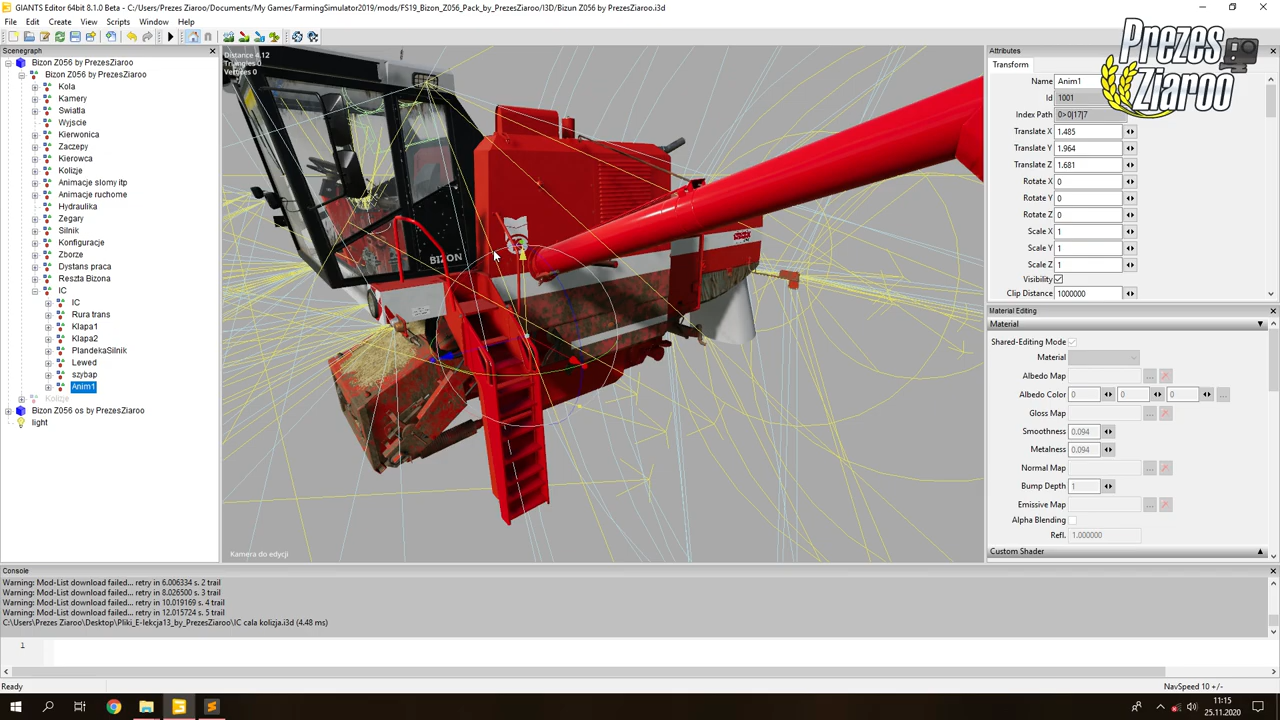 GIANTS Editor 64bit 8.1.0 Beta - C:/Users/Prezes Ziaroo/Documents/My Games/FarmingSimulator2019/mods/FS19_Bizon_Z056_Pack_by_PrezesZiaroo/I3D/Bizun Z056 by PrezesZiaroo.i3d
File Edit Create View Scripts Window Help
Scenegraph
Bizon Z056 by PrezesZiaroo
Bizon Z056 by PrezesZiaroo
Kola
Kamery
Swiatla
Wyjscie
Kierwonica
Zaczepy
Kierowca
Kolizje
Animacje slomy itp
Animacje ruchome
Hydraulika
Zegary
Silnik
Konfiguracje
Zborze
Dystans praca
Reszta Bizona
IC
IC
Rura trans
Klapa1
Klapa2
PlandekaSilnik
Lewed
szybap
Anim1
Kolizje
Bizon Z056 os by PrezesZiaroo
light
Distance 4.12
Triangles 0
Vertices 0
BIZON
Kamera do edycji
Prezes
Ziaroo
Attributes
Transform
Name Anim1
Id 1001
Index Path 0>0|17|7
Translate X 1.485
Translate Y 1.964
Translate Z 1.681
Rotate X 0
Rotate Y 0
Rotate Z 0
Scale X 1
Scale Y 1
Scale Z 1
Visibility
Clip Distance 1000000
Material Editing
Material
Shared-Editing Mode
Material
Albedo Map ...
Albedo Color 0 0 0 ...
Gloss Map ...
Smoothness 0.094
Metalness 0.094
Normal Map ...
Bump Depth 1
Emissive Map ...
Alpha Blending
Refl. 1.000000
Custom Shader
Console
Warning: Mod-List download failed... retry in 6.006334 s. 2 trail
Warning: Mod-List download failed... retry in 8.026500 s. 3 trail
Warning: Mod-List download failed... retry in 10.019169 s. 4 trail
Warning: Mod-List download failed... retry in 12.015724 s. 5 trail
C:\Users\Prezes Ziaroo\Desktop\Pliki_E-lekcja13_by_PrezesZiaroo\IC cala kolizja.i3d (4.48 ms)
1
Ready
NavSpeed 10 +/-
11:15
25.11.2020